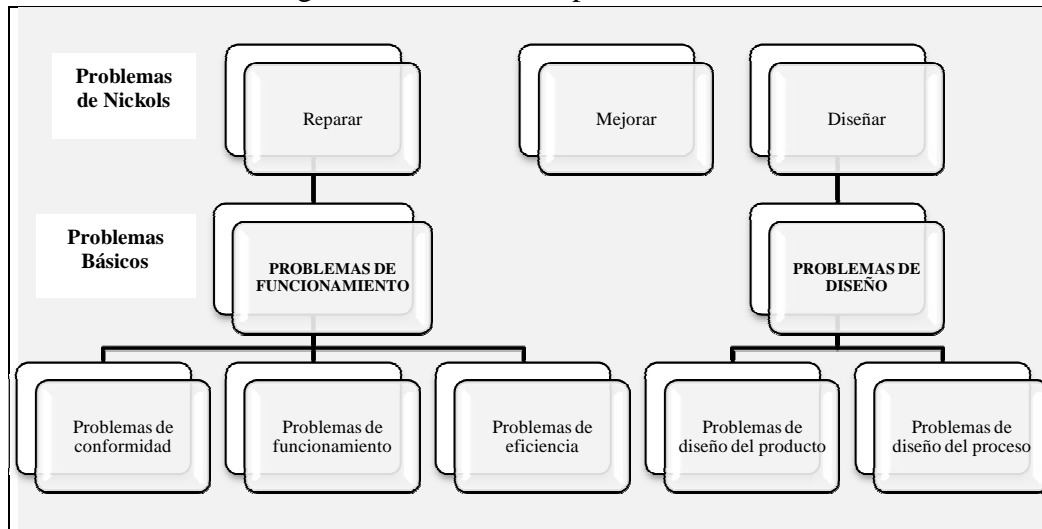 Problemas
de Nickols
Reparar
Mejorar
Diseñar
Problemas
Básicos
PROBLEMAS DE
FUNCIONAMIENTO
PROBLEMAS DE
DISEÑO
Problemas de
conformidad
Problemas de
funcionamiento
Problemas de
eficiencia
Problemas de
diseño del producto
Problemas de
diseño del proceso